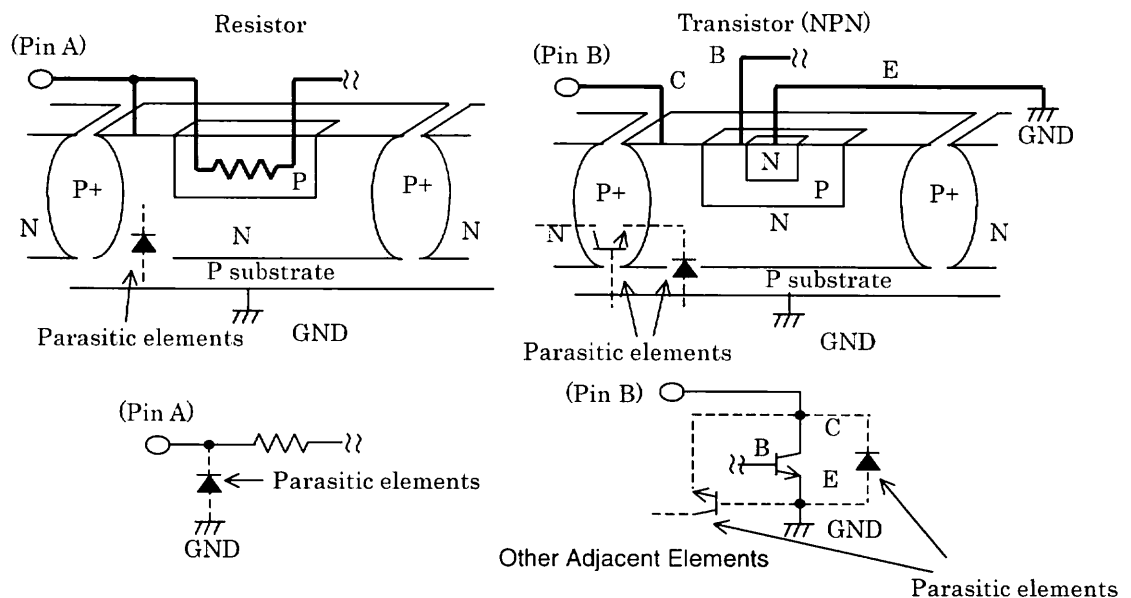 Resistor
(Pin A)
P
P+
P+
N
N
N
P substrate
Parasitic elements
GND
Transistor (NPN)
(Pin B)
B
C
E
GND
N
P+
P
P+
N
N
N
P substrate
Parasitic elements
GND
(Pin A)
Parasitic elements
GND
(Pin B)
C
B
E
GND
Other Adjacent Elements
Parasitic elements